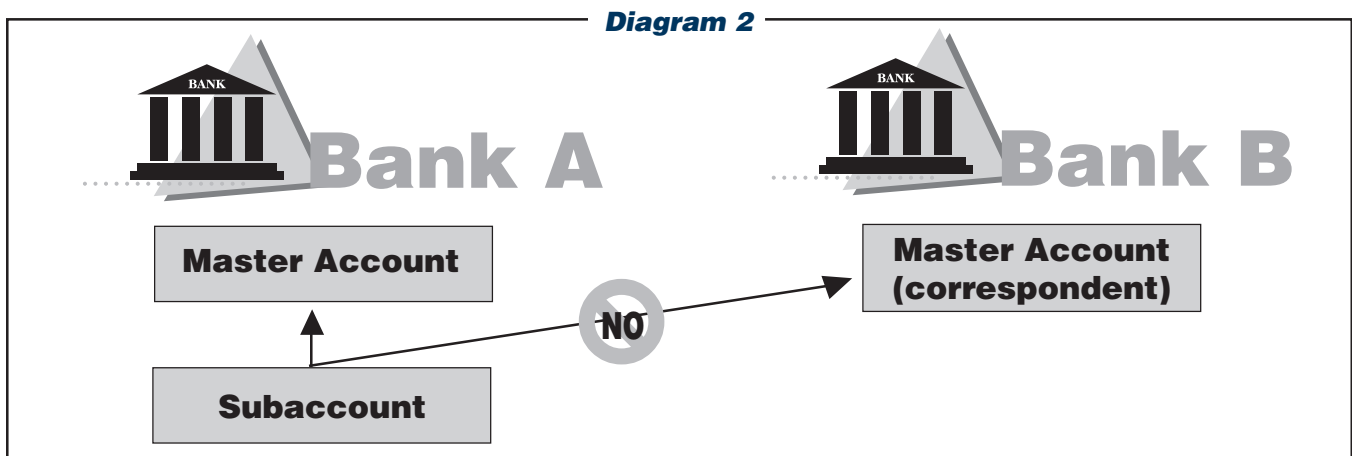 Diagram 2
BANK
Bank A
BANK
Bank B
Master Account
Master Account
(correspondent)
NO
Subaccount